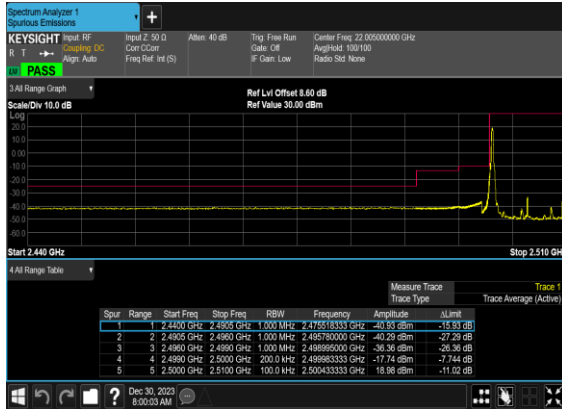 Spectrum Analyzer 1
Spurious Emissions
+
KEYSIGHT Input: RF Input Z: 50 Ω Atten: 40 dB Trig: Free Run Center Freq: 22.005000000 GHz
R T Coupling: DC Corr CCorr Gate: Off Avg|Hold: 100/100
Align: Auto Freq Ref: Int (S) IF Gain: Low Radio Std: None
PASS
3 All Range Graph
Ref Lvl Offset 8.60 dB
Scale/Div 10.0 dB Ref Value 30.00 dBm
Log
20.0
10.0
0.00
-10.0
-20.0
-30.0
-40.0
-50.0
-60.0
Start 2.440 GHz Stop 2.510 GH
4 All Range Table
Measure Trace Trace 1
Trace Type Trace Average (Active)
Spur Range Start Freq Stop Freq RBW Frequency Amplitude ΔLimit
1 1 2.4400 GHz 2.4905 GHz 1.000 MHz 2.475518333 GHz -40.93 dBm -15.93 dB
2 2 2.4905 GHz 2.4960 GHz 1.000 MHz 2.495780000 GHz -40.29 dBm -27.29 dB
3 3 2.4960 GHz 2.4990 GHz 1.000 MHz 2.498995000 GHz -36.36 dBm -26.36 dB
4 4 2.4990 GHz 2.5000 GHz 200.0 kHz 2.499983333 GHz -17.74 dBm -7.744 dB
5 5 2.5000 GHz 2.5100 GHz 100.0 kHz 2.500433333 GHz 18.98 dBm -11.02 dB
? Dec 30, 2023
8:00:03 AM